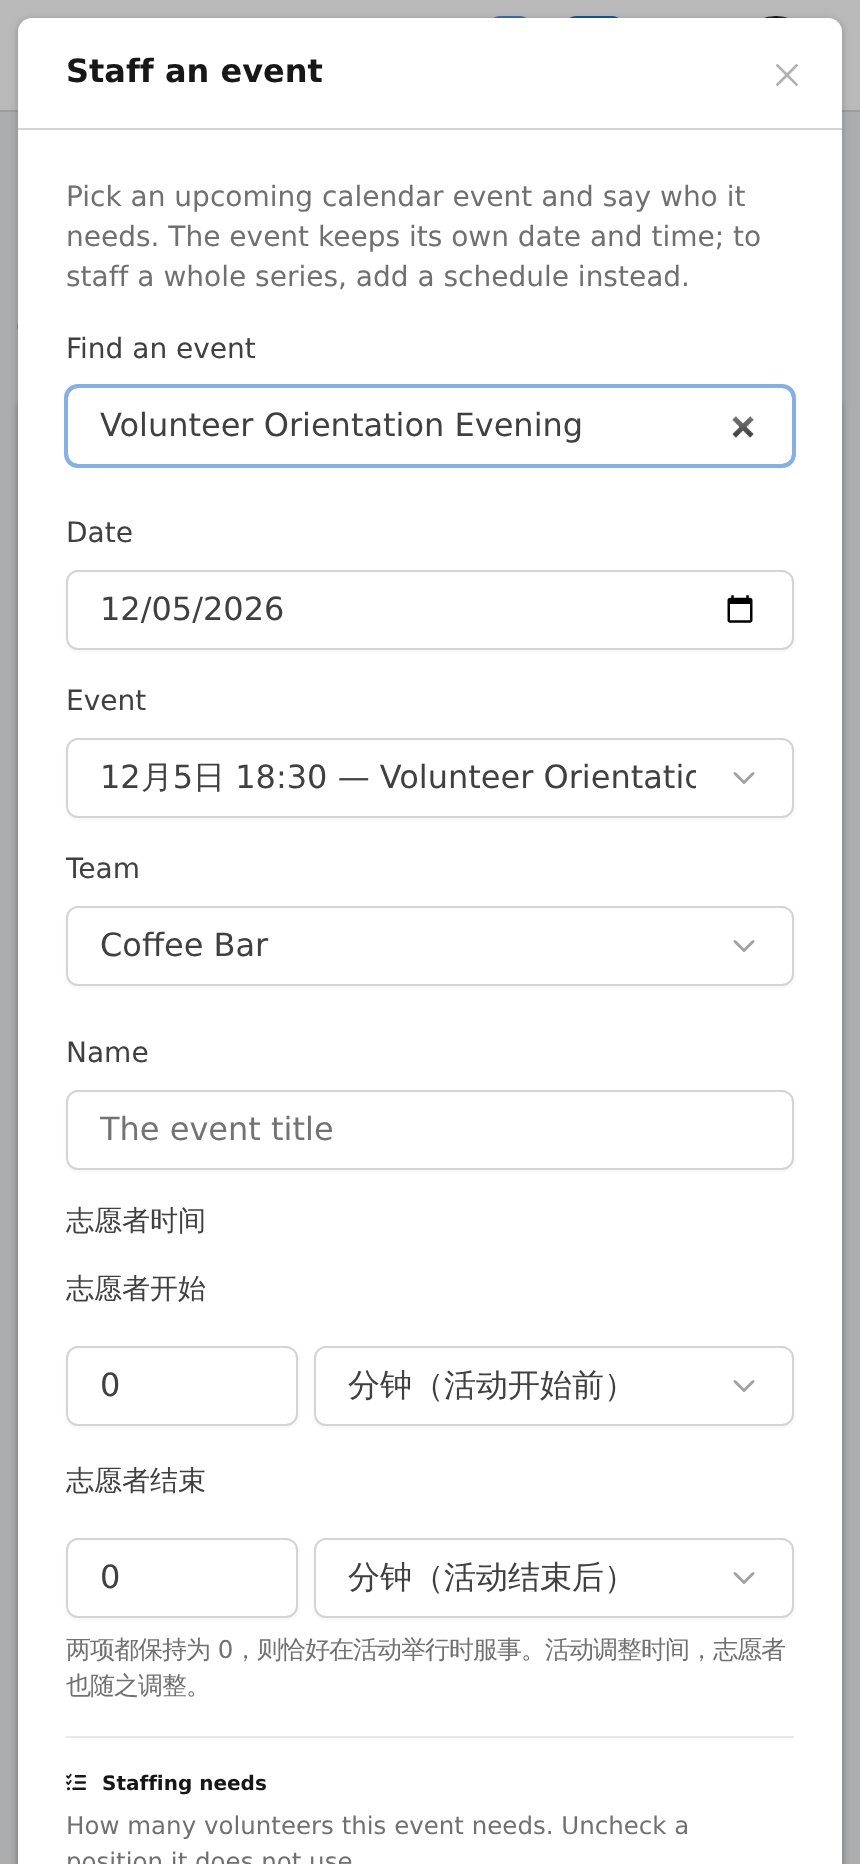 Staff an event
Pick an upcoming calendar event and say who it
needs. The event keeps its own date and time; to
staff a whole series, add a schedule instead.
Find an event
Volunteer Orientation Evening
Date
12/05/2026
Event
12月5日 18:30 — Volunteer Orientatic
Team
Coffee Bar
Name
The event title
志愿者时间
志愿者开始
0 分钟（活动开始前）
志愿者结束
0 分钟（活动结束后）
两项都保持为 0，则恰好在活动举行时服事。活动调整时间，志愿者
也随之调整。
Staffing needs
How many volunteers this event needs. Uncheck a
position it does not use.